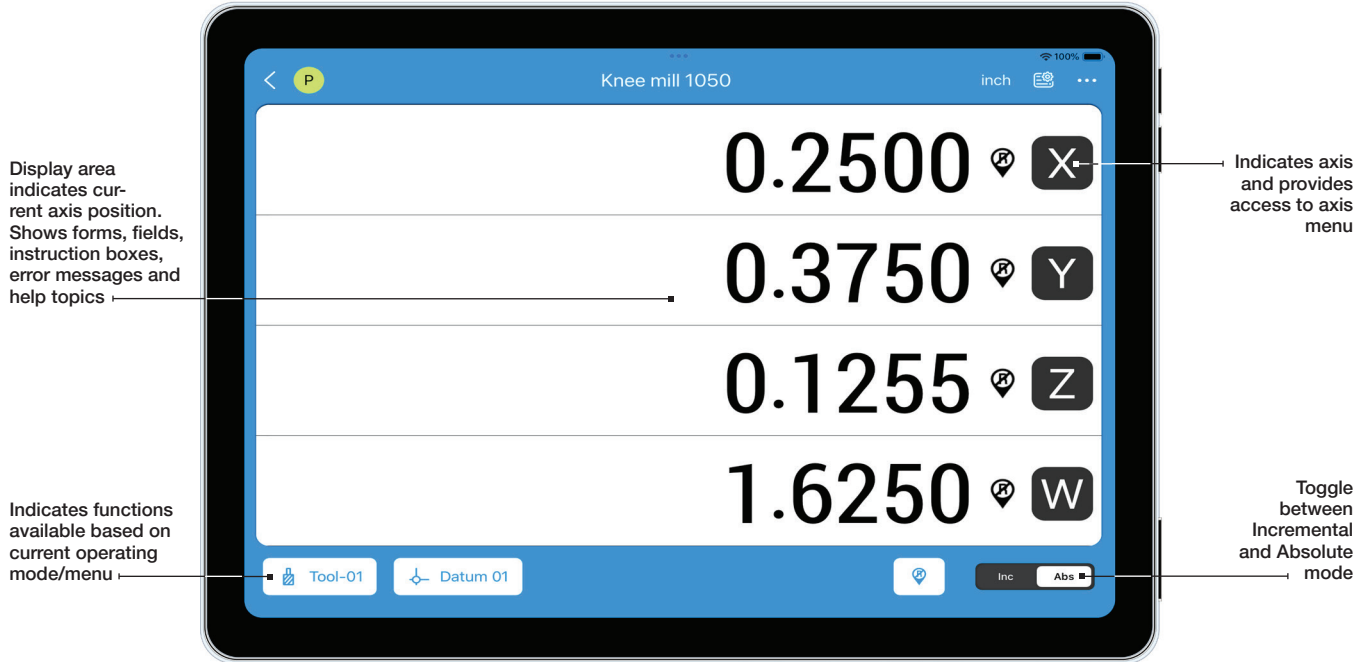 100%
P
Knee mill 1050
inch
0.2500 X
0.3750 Y
0.1255 Z
1.6250 W
Tool-01
Datum 01
R
Inc
Abs
Display area
indicates cur-
rent axis position.
Shows forms, fields,
instruction boxes,
error messages and
help topics
Indicates functions
available based on
current operating
mode/menu
Indicates axis
and provides
access to axis
menu
Toggle
between
Incremental
and Absolute
mode